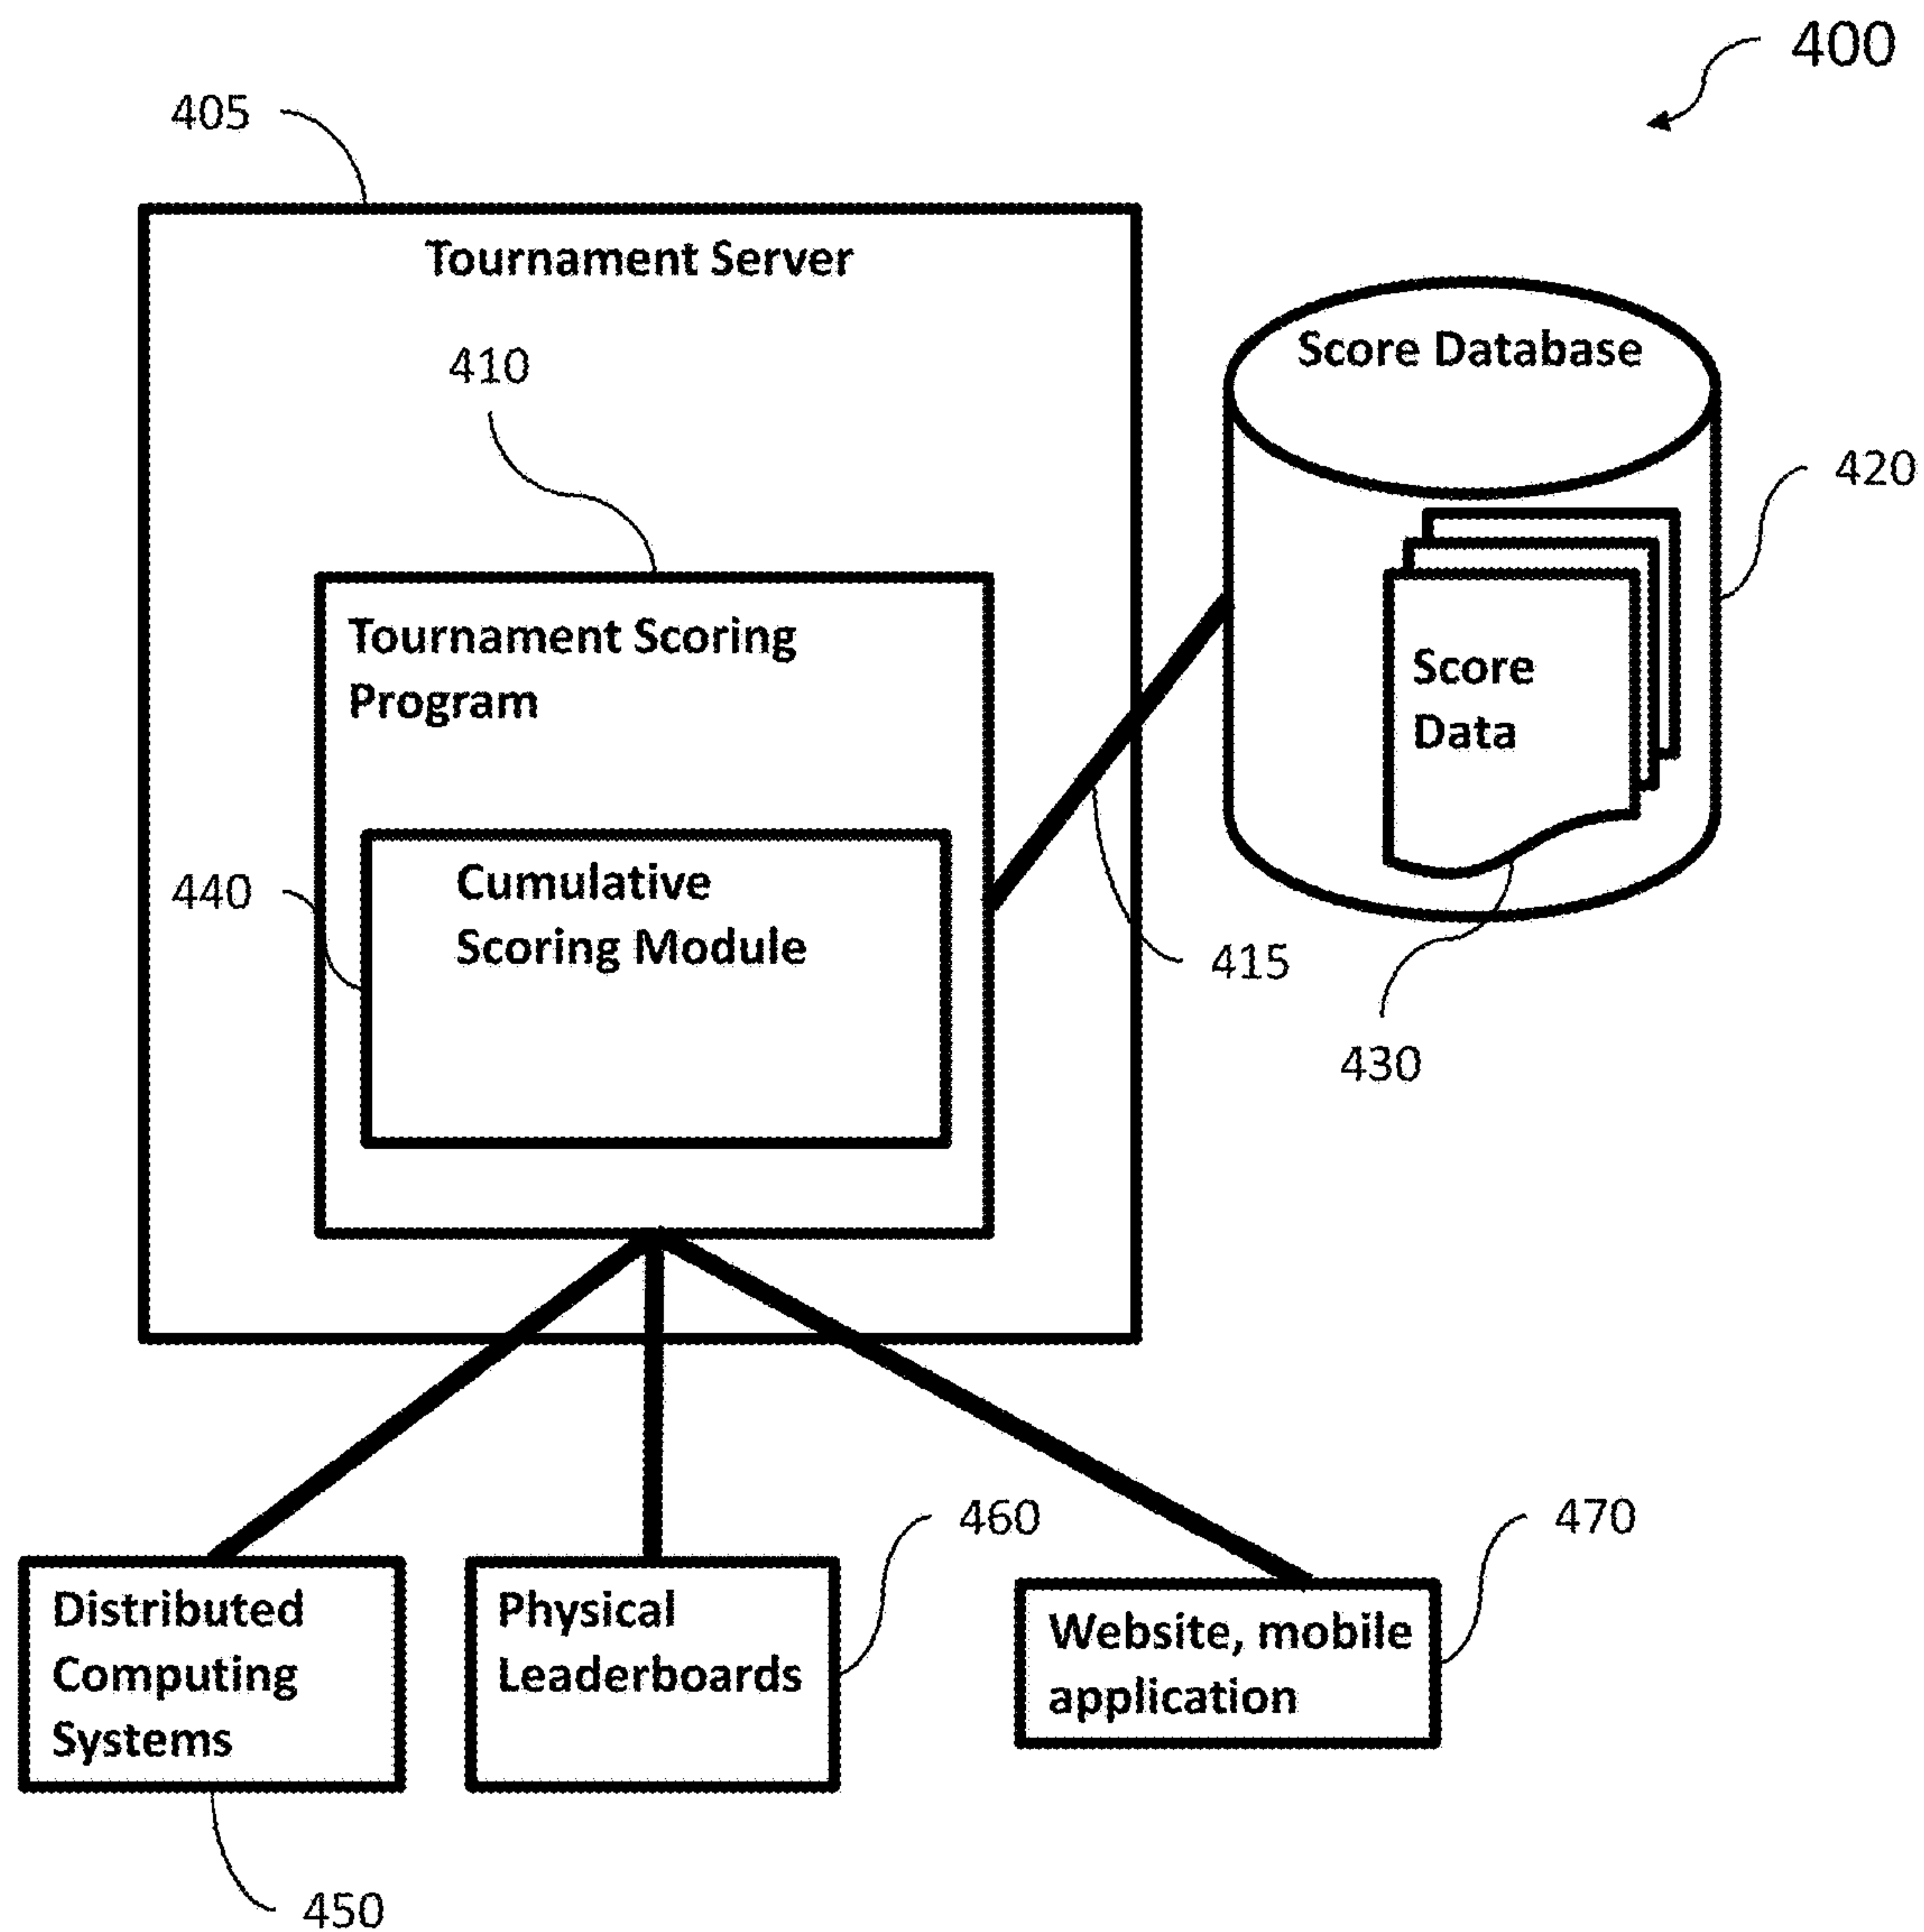 400
405
Tournament Server
410
Score Database
420
Tournament Scoring
Program
Score
Data
440
Cumulative
Scoring Module
415
430
460
470
Distributed
Computing
Systems
Physical
Leaderboards
Website, mobile
application
450